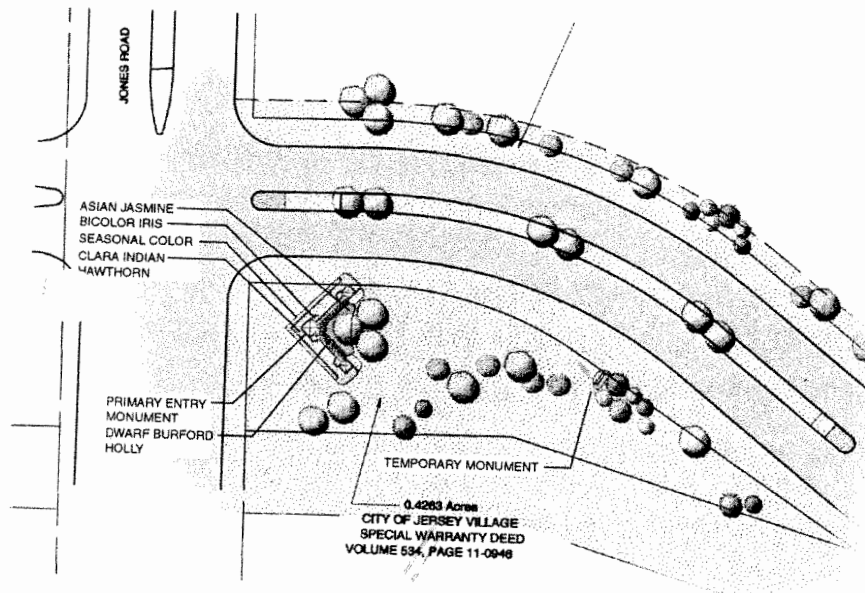 JONES ROAD
ASIAN JASMINE
BICOLOR IRIS
SEASONAL COLOR
CLARA INDIAN
HAWTHORN
PRIMARY ENTRY
MONUMENT
DWARF BURFORD
HOLLY
TEMPORARY MONUMENT
0.4263 Acres
CITY OF JERSEY VILLAGE
SPECIAL WARRANTY DEED
VOLUME 534, PAGE 11-0946